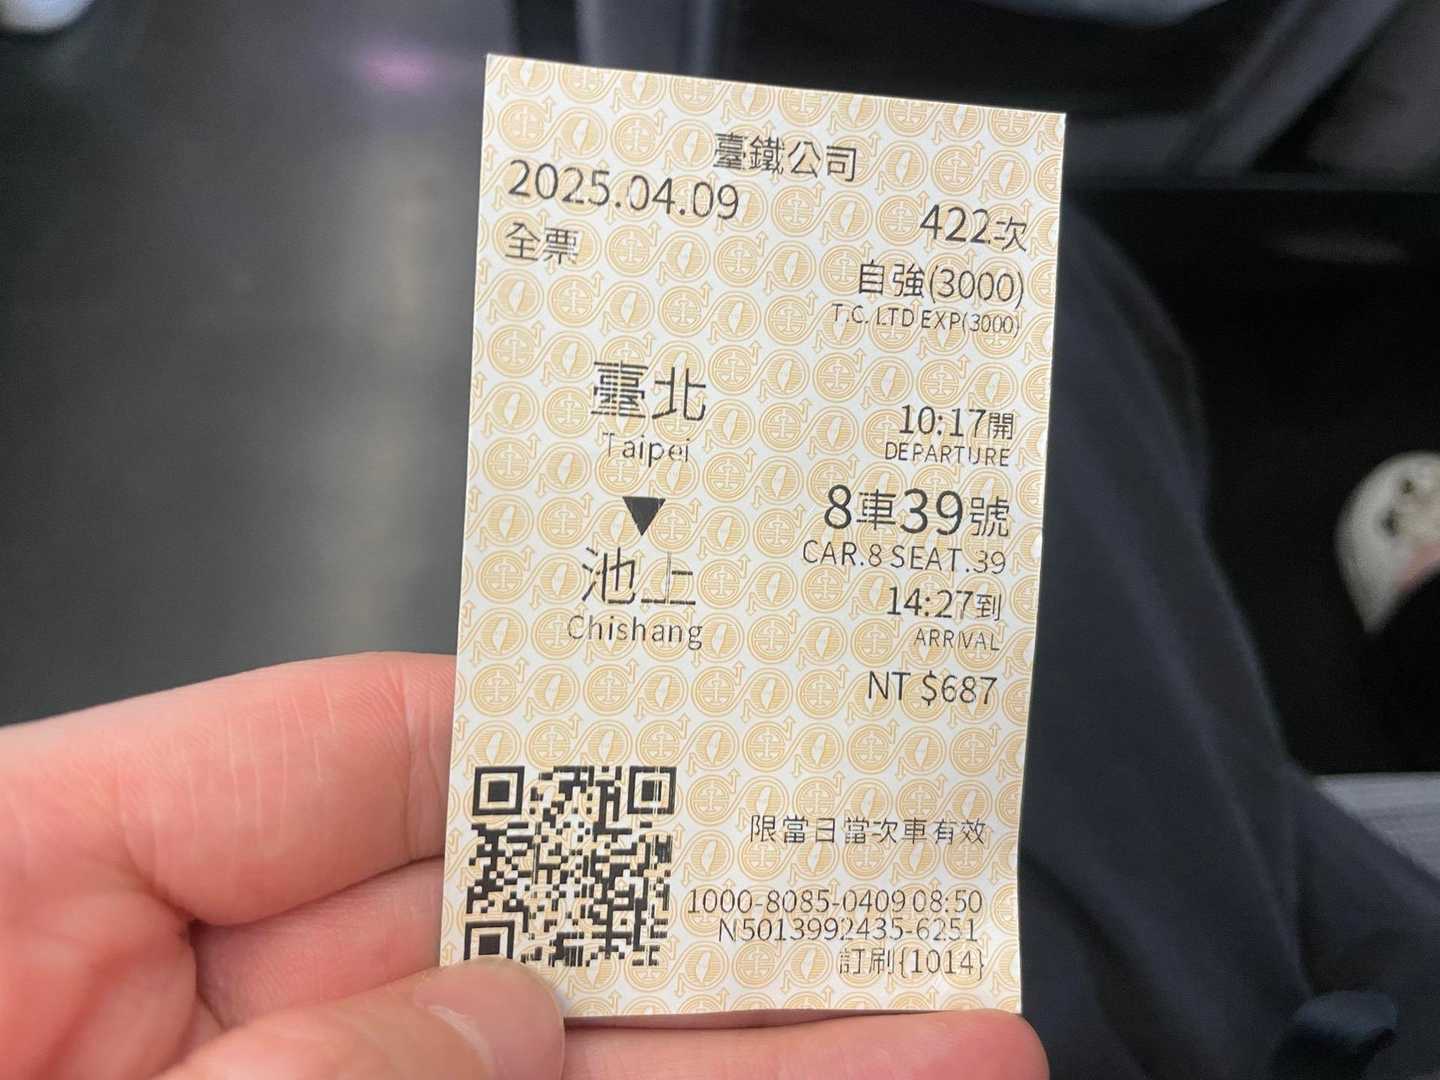 臺鐵公司
2025.04.09
422次
全票
自強(3000)
T.C. LTD EXP(3000)
臺北
Taipei
10:17開
DEPARTURE
8車39號
CAR.8 SEAT.39
池上
Chishang
14:27到
ARRIVAL
NT $687
限當日當次車有效
1000-8085-0409 08:50
N5013992435-6251
訂刷{1014}